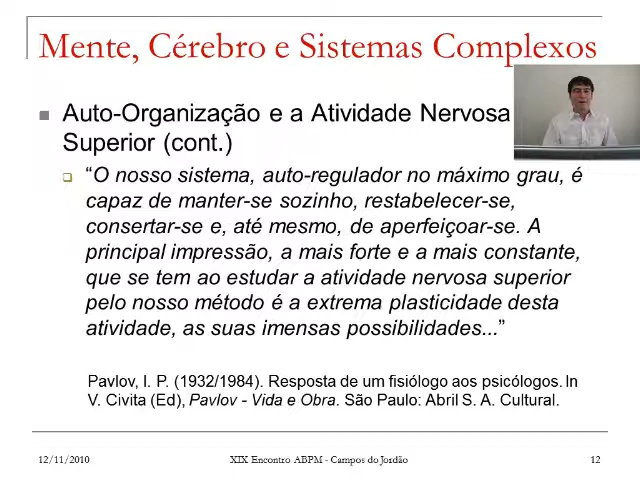 Mente, Cérebro e Sistemas Complexos
Auto-Organização e a Atividade Nervosa
Superior (cont.)
“O nosso sistema, auto-regulador no máximo grau, é
capaz de manter-se sozinho, restabelecer-se,
consertar-se e, até mesmo, de aperfeiçoar-se. A
principal impressão, a mais forte e a mais constante,
que se tem ao estudar a atividade nervosa superior
pelo nosso método é a extrema plasticidade desta
atividade, as suas imensas possibilidades...”
Pavlov, I. P. (1932/1984). Resposta de um fisiólogo aos psicólogos. In
V. Civita (Ed), Pavlov - Vida e Obra. São Paulo: Abril S. A. Cultural.
12/11/2010 XIX Encontro ABPM - Campos do Jordão 12